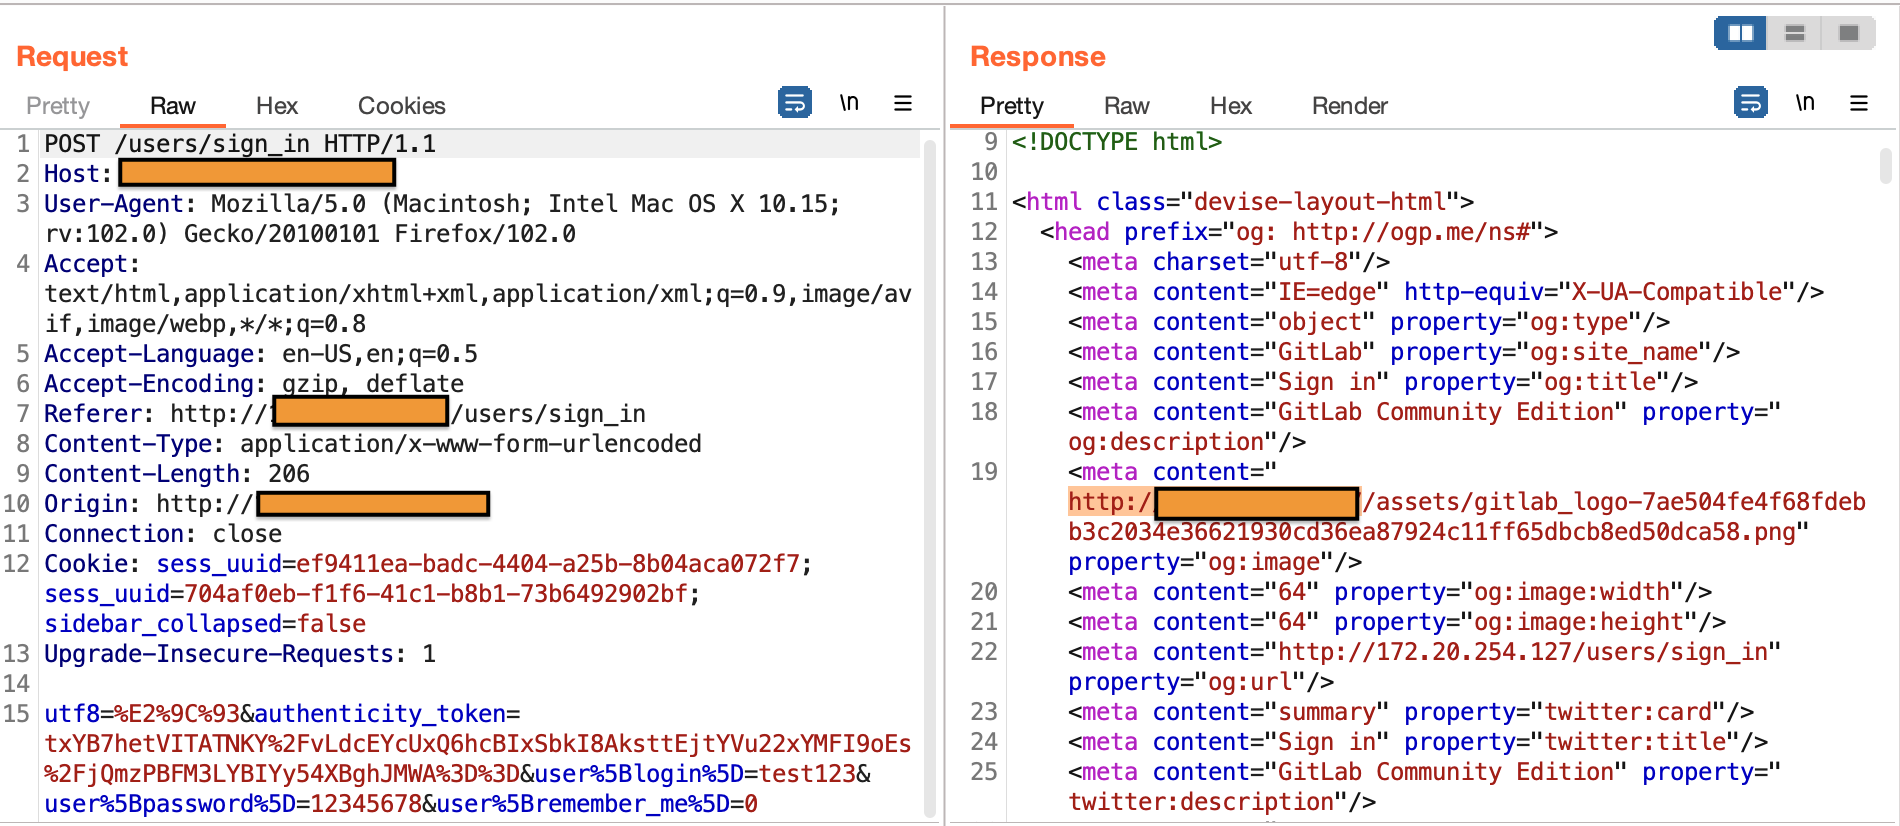 Request
Pretty Raw Hex Cookies \n
1 POST /users/sign_in HTTP/1.1
2 Host:
3 User-Agent: Mozilla/5.0 (Macintosh; Intel Mac OS X 10.15;
rv:102.0) Gecko/20100101 Firefox/102.0
4 Accept:
text/html,application/xhtml+xml,application/xml;q=0.9,image/av
if,image/webp,*/*;q=0.8
5 Accept-Language: en-US,en;q=0.5
6 Accept-Encoding: gzip, deflate
7 Referer: http:// /users/sign_in
8 Content-Type: application/x-www-form-urlencoded
9 Content-Length: 206
10 Origin: http://
11 Connection: close
12 Cookie: sess_uuid=ef9411ea-badc-4404-a25b-8b04aca072f7;
sess_uuid=704af0eb-f1f6-41c1-b8b1-73b6492902bf;
sidebar_collapsed=false
13 Upgrade-Insecure-Requests: 1
14
15 utf8=%E2%9C%93&authenticity_token=
txYB7hetVITATNKY%2FvLdcEYcUxQ6hcBIxSbkI8AksttEjtYVu22xYMFI9oEs
%2FjQmzPBFM3LYBIYy54XBghJMWA%3D%3D&user%5Blogin%5D=test123&
user%5Bpassword%5D=12345678&user%5Bremember_me%5D=0
Response
Pretty Raw Hex Render \n
9 <!DOCTYPE html>
10
11 <html class="devise-layout-html">
12 <head prefix="og: http://ogp.me/ns#">
13 <meta charset="utf-8"/>
14 <meta content="IE=edge" http-equiv="X-UA-Compatible"/>
15 <meta content="object" property="og:type"/>
16 <meta content="GitLab" property="og:site_name"/>
17 <meta content="Sign in" property="og:title"/>
18 <meta content="GitLab Community Edition" property="
og:description"/>
19 <meta content="
http:/ /assets/gitlab_logo-7ae504fe4f68fdeb
b3c2034e36621930cd36ea87924c11ff65dbcb8ed50dca58.png"
property="og:image"/>
20 <meta content="64" property="og:image:width"/>
21 <meta content="64" property="og:image:height"/>
22 <meta content="http://172.20.254.127/users/sign_in"
property="og:url"/>
23 <meta content="summary" property="twitter:card"/>
24 <meta content="Sign in" property="twitter:title"/>
25 <meta content="GitLab Community Edition" property="
twitter:description"/>